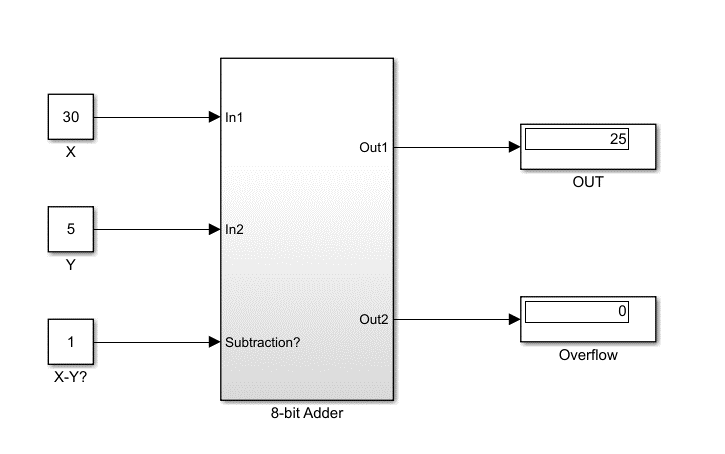 30
X
In1
Out1
25
OUT
5
Y
In2
Out2
0
Overflow
1
X-Y?
Subtraction?
8-bit Adder